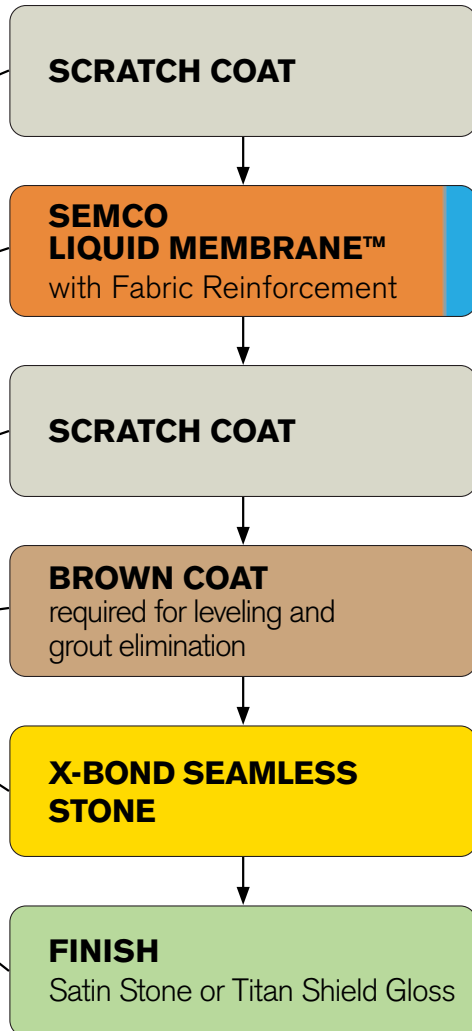 SCRATCH COAT
SEMCO
LIQUID MEMBRANE™
with Fabric Reinforcement
SCRATCH COAT
BROWN COAT
required for leveling and
grout elimination
X-BOND SEAMLESS
STONE
FINISH
Satin Stone or Titan Shield Gloss